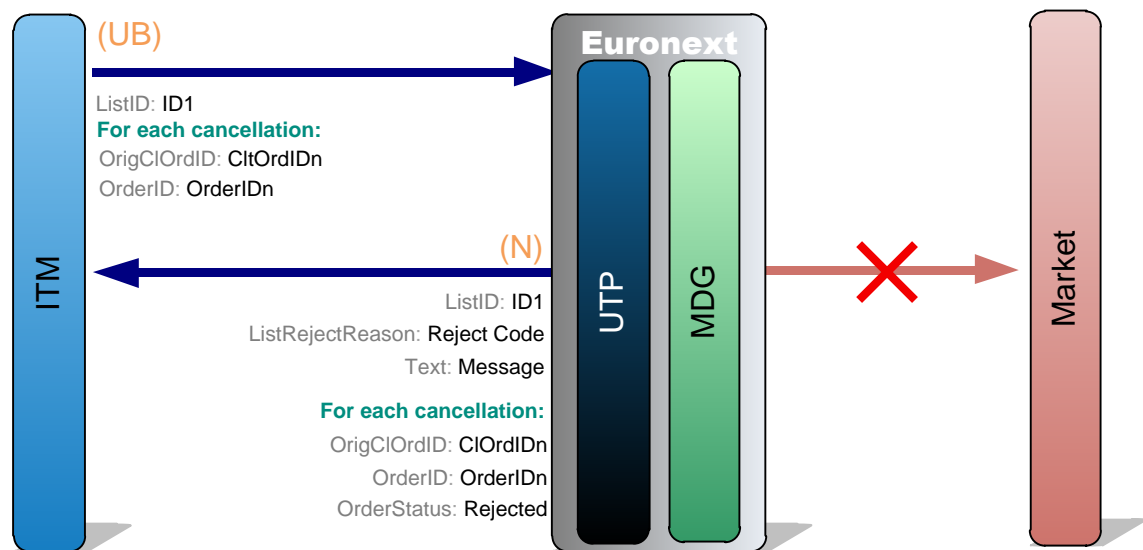 (UB)
Euronext
ListID: ID1
For each cancellation:
OrigClOrdID: CltOrdIDn
OrderID: OrderIDn
(N)
ITM
UTP
MDG
Market
ListID: ID1
ListRejectReason: Reject Code
Text: Message
For each cancellation:
OrigClOrdID: ClOrdIDn
OrderID: OrderIDn
OrderStatus: Rejected